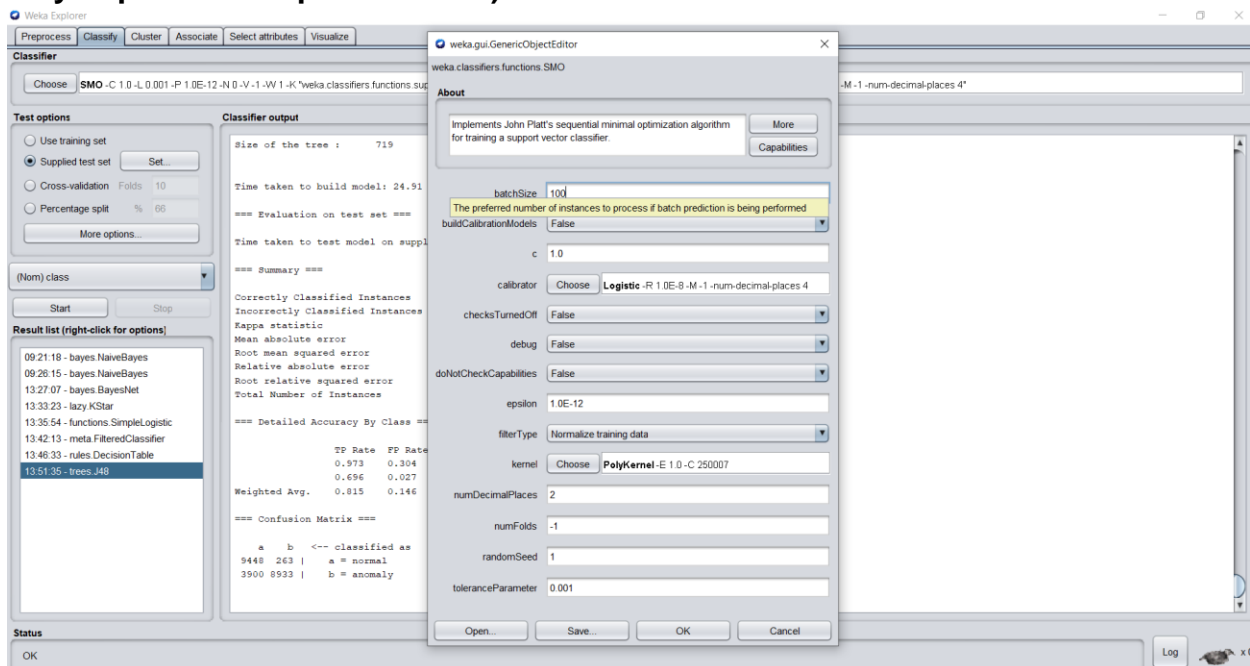 Weka Explorer
Preprocess Classify Cluster Associate Select attributes Visualize
Classifier
Choose SMO -C 1.0 -L 0.001 -P 1.0E-12 -N 0 -V -1 -W 1 -K "weka.classifiers.functions.sup
-M -1 -num-decimal-places 4"
Test options
Use training set
Supplied test set Set...
Cross-validation Folds 10
Percentage split % 66
More options...
(Nom) class
Start Stop
Result list (right-click for options)
09:21:18 - bayes.NaiveBayes
09:26:15 - bayes.NaiveBayes
13:27:07 - bayes.BayesNet
13:33:23 - lazy.KStar
13:35:54 - functions.SimpleLogistic
13:42:13 - meta.FilteredClassifier
13:46:33 - rules.DecisionTable
13:51:35 - trees.J48
Classifier output
Size of the tree : 719
Time taken to build model: 24.91
=== Evaluation on test set ===
Time taken to test model on suppl
=== Summary ===
Correctly Classified Instances
Incorrectly Classified Instances
Kappa statistic
Mean absolute error
Root mean squared error
Relative absolute error
Root relative squared error
Total Number of Instances
=== Detailed Accuracy By Class ==
TP Rate FP Rate
0.973 0.304
0.696 0.027
Weighted Avg. 0.815 0.146
=== Confusion Matrix ===
a b <-- classified as
9448 263 | a = normal
3900 8933 | b = anomaly
weka.gui.GenericObjectEditor
weka.classifiers.functions.SMO
About
Implements John Platt's sequential minimal optimization algorithm
for training a support vector classifier.
More
Capabilities
batchSize 100
The preferred number of instances to process if batch prediction is being performed
buildCalibrationModels False
c 1.0
calibrator Choose Logistic -R 1.0E-8 -M -1 -num-decimal-places 4
checksTurnedOff False
debug False
doNotCheckCapabilities False
epsilon 1.0E-12
filterType Normalize training data
kernel Choose PolyKernel -E 1.0 -C 250007
numDecimalPlaces 2
numFolds -1
randomSeed 1
toleranceParameter 0.001
Open... Save... OK Cancel
Status
OK
Log